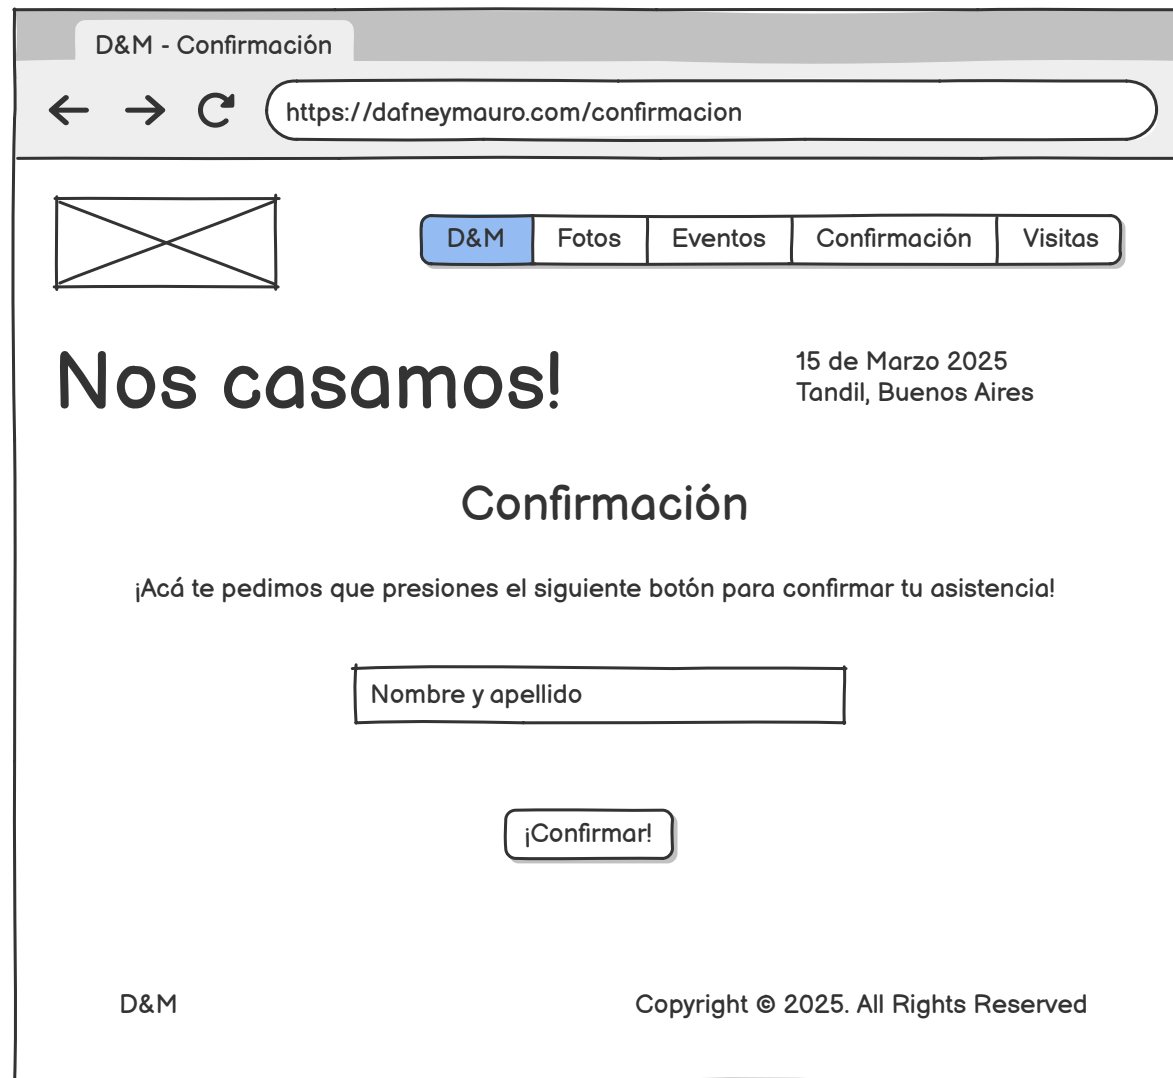 D&M - Confirmación
https://dafneymauro.com/confirmacion
D&M Fotos Eventos Confirmación Visitas
Nos casamos!
15 de Marzo 2025
Tandil, Buenos Aires
Confirmación
¡Acá te pedimos que presiones el siguiente botón para confirmar tu asistencia!
Nombre y apellido
¡Confirmar!
D&M
Copyright © 2025. All Rights Reserved